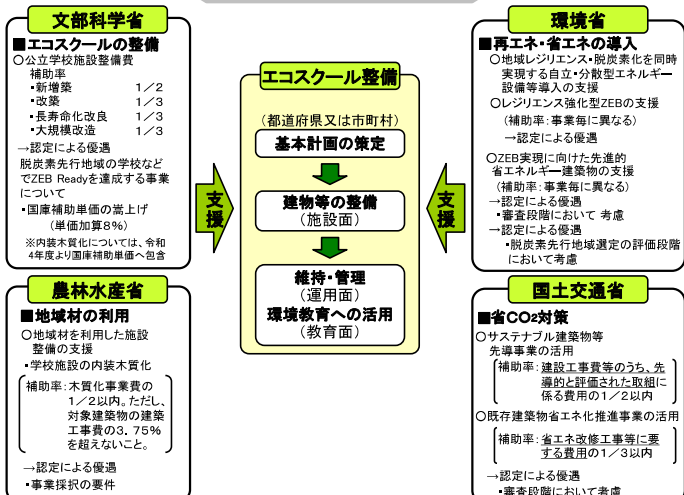 文部科学省
■エコスクールの整備
○公立学校施設整備費
補助率
・新増築 1／2
・改築 1／3
・長寿命化改良 1／3
・大規模改造 1／3
→認定による優遇
脱炭素先行地域の学校など
でZEB Readyを達成する事業
について
・国庫補助単価の嵩上げ
(単価加算8％)
※内装木質化については、令和
4年度より国庫補助単価へ包含
農林水産省
■地域材の利用
○地域材を利用した施設
整備の支援
・学校施設の内装木質化
補助率：木質化事業費の
1／2以内。ただし、
対象建築物の建築
工事費の3．75％
を超えないこと。
→認定による優遇
・事業採択の要件
支援
エコスクール整備
(都道府県又は市町村)
基本計画の策定
建物等の整備
(施設面)
維持・管理
(運用面)
環境教育への活用
(教育面)
支援
環境省
■再エネ・省エネの導入
○地域レジリエンス・脱炭素化を同時
実現する自立・分散型エネルギー
設備等導入の支援
○レジリエンス強化型ZEBの支援
(補助率：事業毎に異なる)
→認定による優遇
○ZEB実現に向けた先進的
省エネルギー建築物の支援
(補助率：事業毎に異なる)
→認定による優遇
・審査段階において 考慮
→認定による優遇
・脱炭素先行地域選定の評価段階
において考慮
国土交通省
■省CO2対策
○サステナブル建築物等
先導事業の活用
補助率：建設工事費等のうち、先
導的と評価された取組に
係る費用の1／2以内
○既存建築物省エネ化推進事業の活用
補助率：省エネ改修工事等に要
する費用の1／3以内
→認定による優遇
・審査段階において考慮